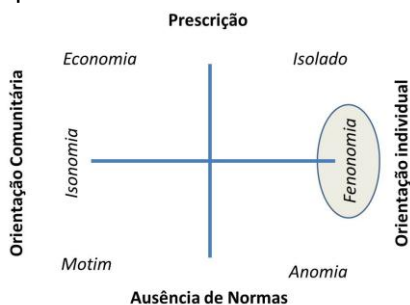 Prescrição
Economia
Isolado
Orientação Comunitária
Isonomia
Fenonomia
Orientação individual
Motim
Anomia
Ausência de Normas